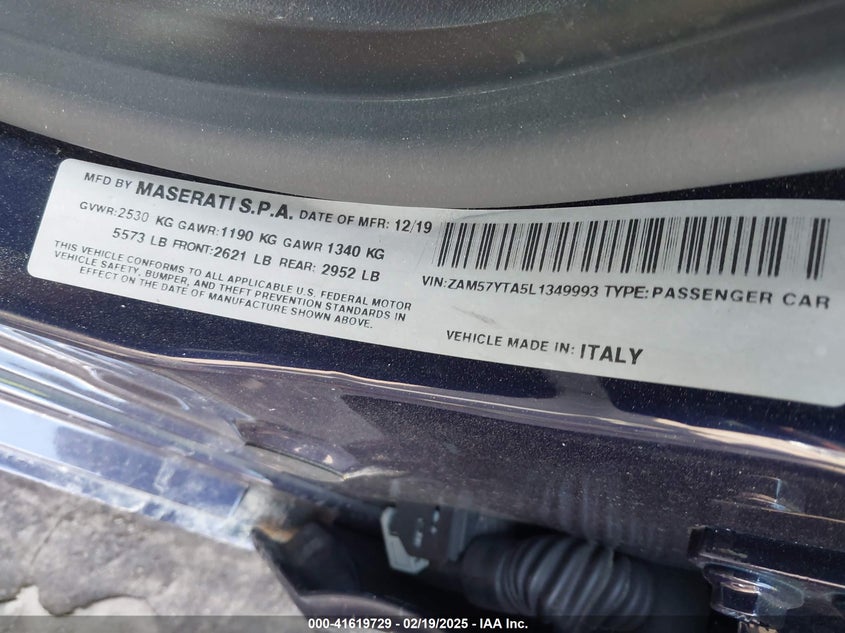 MFD BY MASERATI S.P.A. DATE OF MFR: 12/19
GVWR:2530 KG GAWR:1190 KG GAWR 1340 KG
5573 LB FRONT:2621 LB REAR: 2952 LB
THIS VEHICLE CONFORMS TO ALL APPLICABLE U.S. FEDERAL MOTOR
VEHICLE SAFETY, BUMPER, AND THEFT PREVENTION STANDARDS IN
EFFECT ON THE DATE OF MANUFACTURE SHOWN ABOVE.
VIN:ZAM57YTA5L1349993 TYPE:PASSENGER CAR
VEHICLE MADE IN: ITALY
000-41619729 - 02/19/2025 - IAA Inc.